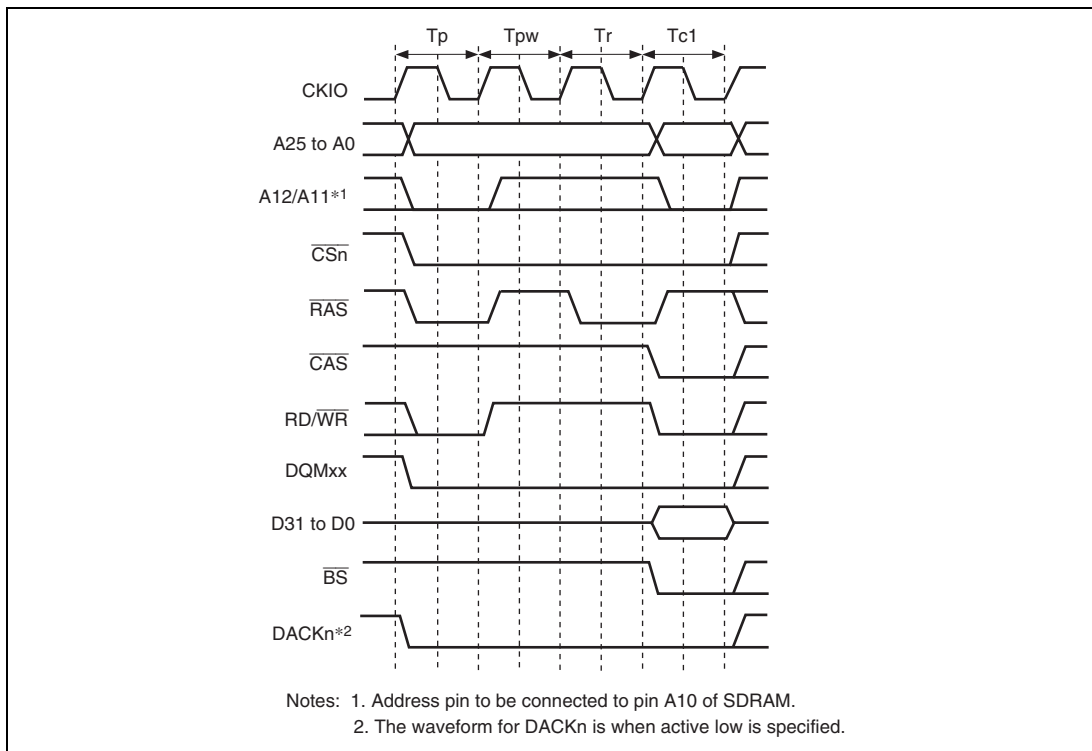 Tp Tpw Tr Tc1
CKIO
A25 to A0
A12/A11*1
CSn
RAS
CAS
RD/WR
DQMxx
D31 to D0
BS
DACKn*2
Notes: 1. Address pin to be connected to pin A10 of SDRAM.
2. The waveform for DACKn is when active low is specified.